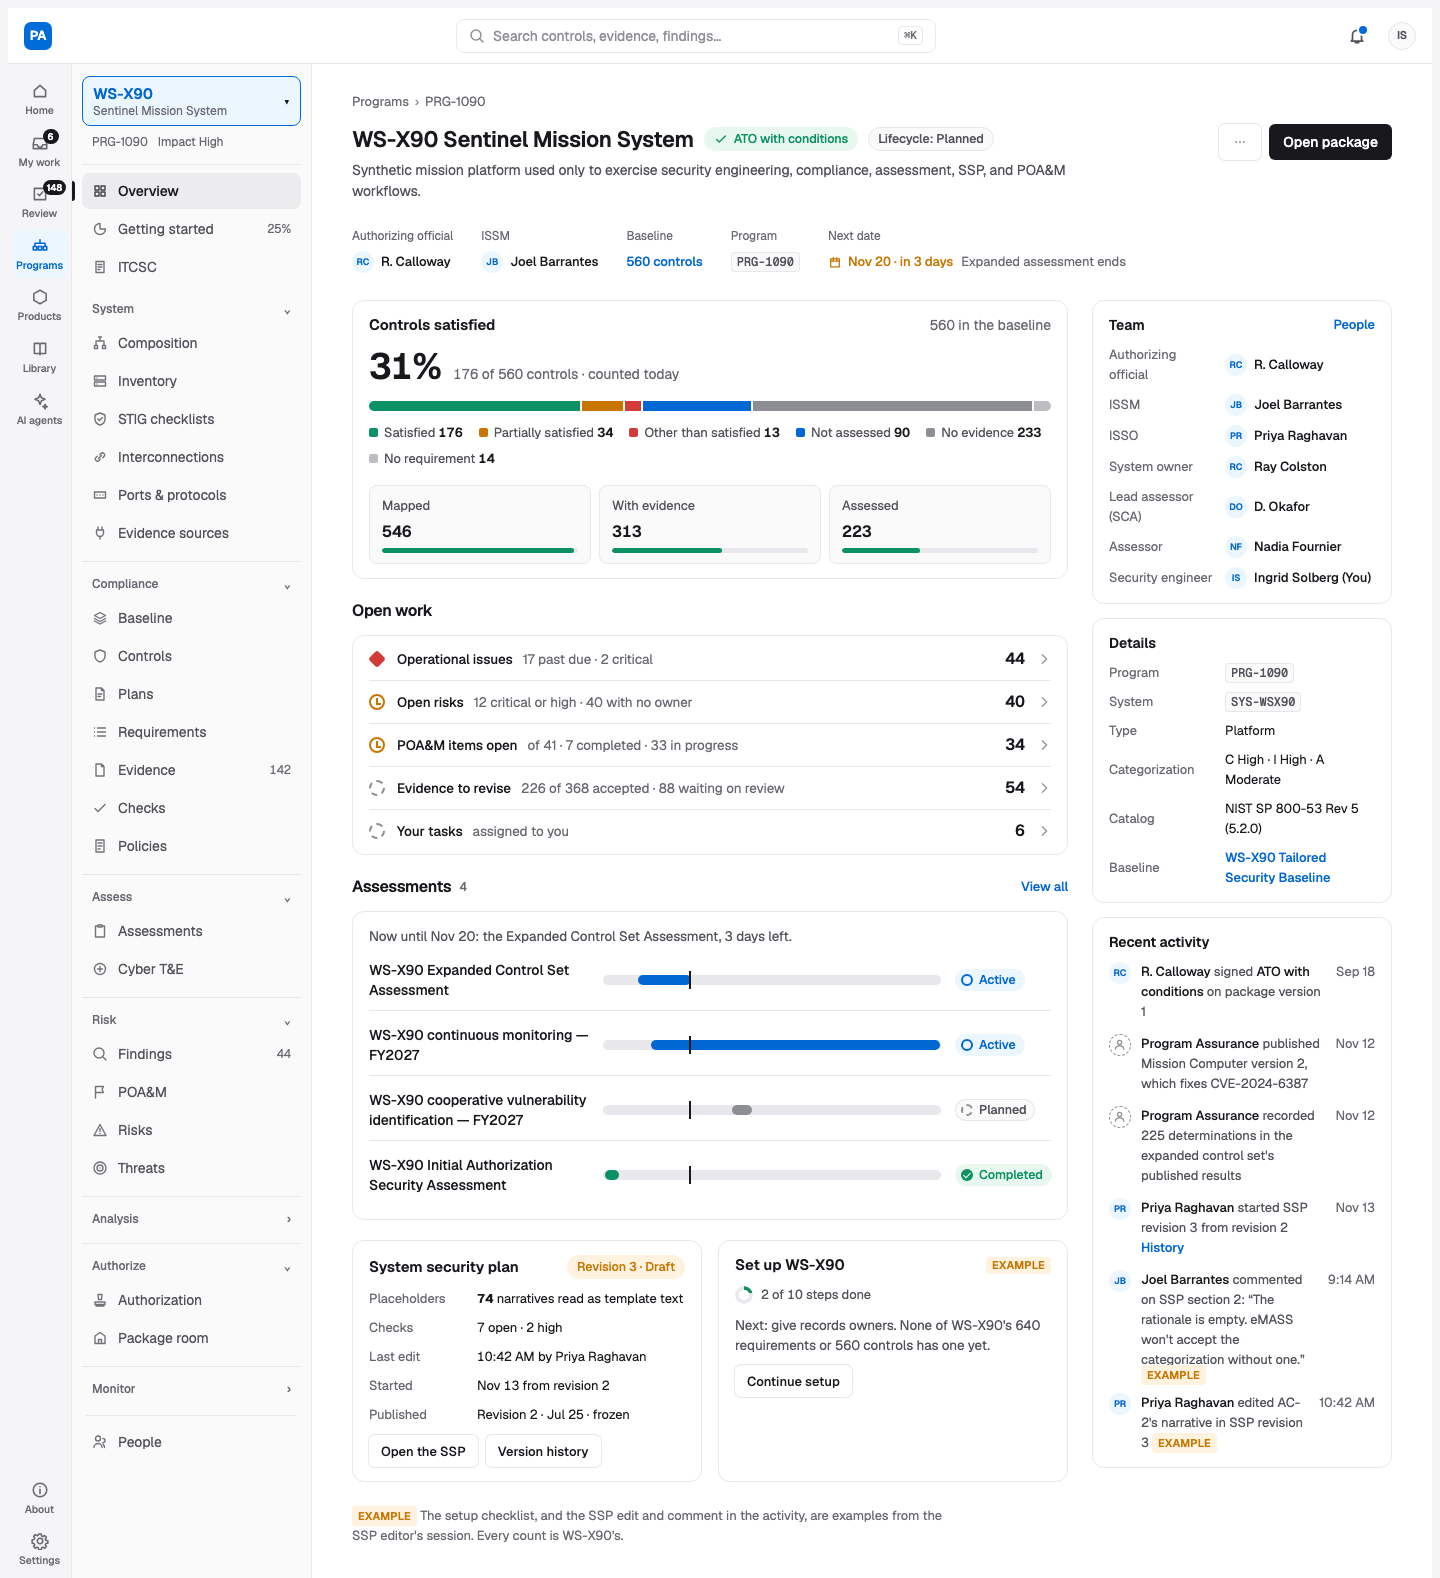 PA
Search controls, evidence, findings...
⌘K
IS
Home
6
My work
148
Review
Programs
Products
Library
AI agents
About
Settings
WS-X90
Sentinel Mission System
PRG-1090 Impact High
Overview
Getting started 25%
ITCSC
System
Composition
Inventory
STIG checklists
Interconnections
Ports & protocols
Evidence sources
Compliance
Baseline
Controls
Plans
Requirements
Evidence 142
Checks
Policies
Assess
Assessments
Cyber T&E
Risk
Findings 44
POA&M
Risks
Threats
Analysis
Authorize
Authorization
Package room
Monitor
People
Programs › PRG-1090
WS-X90 Sentinel Mission System ATO with conditions Lifecycle: Planned
... Open package
Synthetic mission platform used only to exercise security engineering, compliance, assessment, SSP, and POA&M
workflows.
Authorizing official ISSM Baseline Program Next date
RC R. Calloway JB Joel Barrantes 560 controls PRG-1090 Nov 20 · in 3 days Expanded assessment ends
Controls satisfied 560 in the baseline
31% 176 of 560 controls · counted today
Satisfied 176 Partially satisfied 34 Other than satisfied 13 Not assessed 90 No evidence 233
No requirement 14
Mapped With evidence Assessed
546 313 223
Open work
Operational issues 17 past due · 2 critical 44
Open risks 12 critical or high · 40 with no owner 40
POA&M items open of 41 · 7 completed · 33 in progress 34
Evidence to revise 226 of 368 accepted · 88 waiting on review 54
Your tasks assigned to you 6
Assessments 4 View all
Now until Nov 20: the Expanded Control Set Assessment, 3 days left.
WS-X90 Expanded Control Set
Assessment
Active
WS-X90 continuous monitoring —
FY2027
Active
WS-X90 cooperative vulnerability
identification — FY2027
Planned
WS-X90 Initial Authorization
Security Assessment
Completed
System security plan Revision 3 · Draft
Placeholders 74 narratives read as template text
Checks 7 open · 2 high
Last edit 10:42 AM by Priya Raghavan
Started Nov 13 from revision 2
Published Revision 2 · Jul 25 · frozen
Open the SSP Version history
Set up WS-X90 EXAMPLE
2 of 10 steps done
Next: give records owners. None of WS-X90's 640
requirements or 560 controls has one yet.
Continue setup
EXAMPLE The setup checklist, and the SSP edit and comment in the activity, are examples from the
SSP editor's session. Every count is WS-X90's.
Team People
Authorizing
official
RC R. Calloway
ISSM JB Joel Barrantes
ISSO PR Priya Raghavan
System owner RC Ray Colston
Lead assessor
(SCA)
DO D. Okafor
Assessor NF Nadia Fournier
Security engineer IS Ingrid Solberg (You)
Details
Program PRG-1090
System SYS-WSX90
Type Platform
Categorization C High · I High · A
Moderate
Catalog NIST SP 800-53 Rev 5
(5.2.0)
Baseline WS-X90 Tailored
Security Baseline
Recent activity
RC R. Calloway signed ATO with Sep 18
conditions on package version
1
Program Assurance published Nov 12
Mission Computer version 2,
which fixes CVE-2024-6387
Program Assurance recorded Nov 12
225 determinations in the
expanded control set's
published results
PR Priya Raghavan started SSP Nov 13
revision 3 from revision 2
History
JB Joel Barrantes commented 9:14 AM
on SSP section 2: “The
rationale is empty. eMASS
won't accept the
categorization without one.”
EXAMPLE
PR Priya Raghavan edited AC- 10:42 AM
2's narrative in SSP revision
3 EXAMPLE